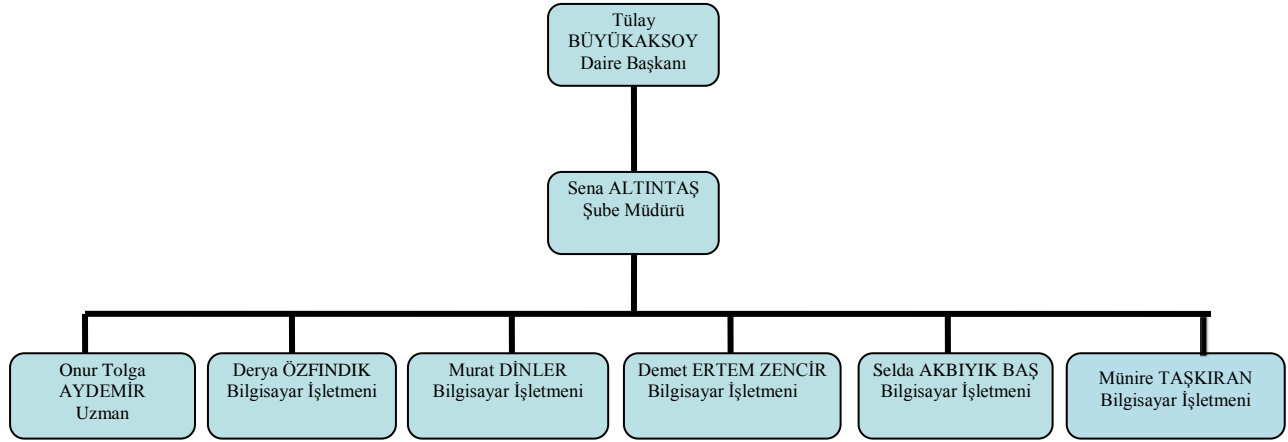 Tülay
BÜYÜKAKSOY
Daire Başkanı
Sena ALTINTAŞ
Şube Müdürü
Onur Tolga
AYDEMİR
Uzman
Derya ÖZFINDIK
Bilgisayar İşletmeni
Murat DİNLER
Bilgisayar İşletmeni
Demet ERTEM ZENCİR
Bilgisayar İşletmeni
Selda AKBIYIK BAŞ
Bilgisayar İşletmeni
Münire TAŞKIRAN
Bilgisayar İşletmeni